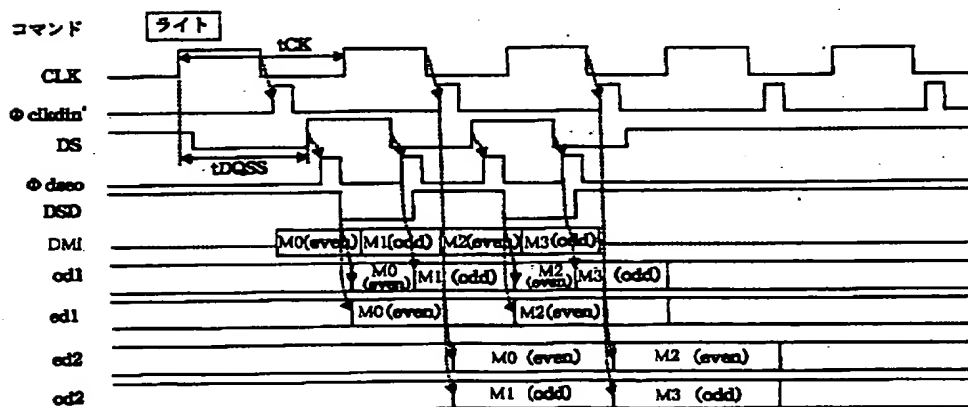 コマンド ライト
tCK
CLK
Φ clkdin'
DS
tDQSS
Φ dseo
DSD
DMi M0(even) M1(odd) M2(even) M3(odd)
od1 M0 (even) M1 (odd) M2 (even) M3 (odd)
ed1 M0(even) M2(even)
ed2 M0 (even) M2 (even)
od2 M1 (odd) M3 (odd)